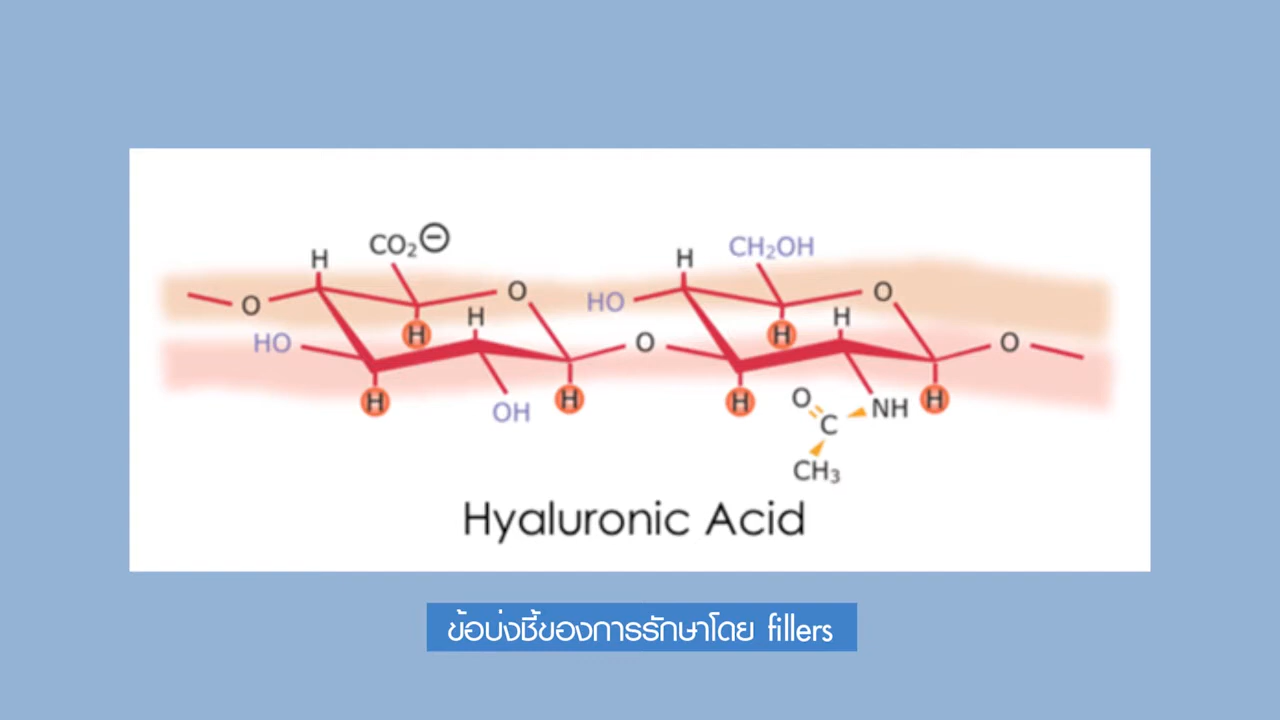 H CO₂⊖ H CH₂OH
O O HO O
HO H H H H O O
H OH H H O C NH H
CH₃
Hyaluronic Acid
ข้อบ่งชี้ของการรักษาโดย fillers